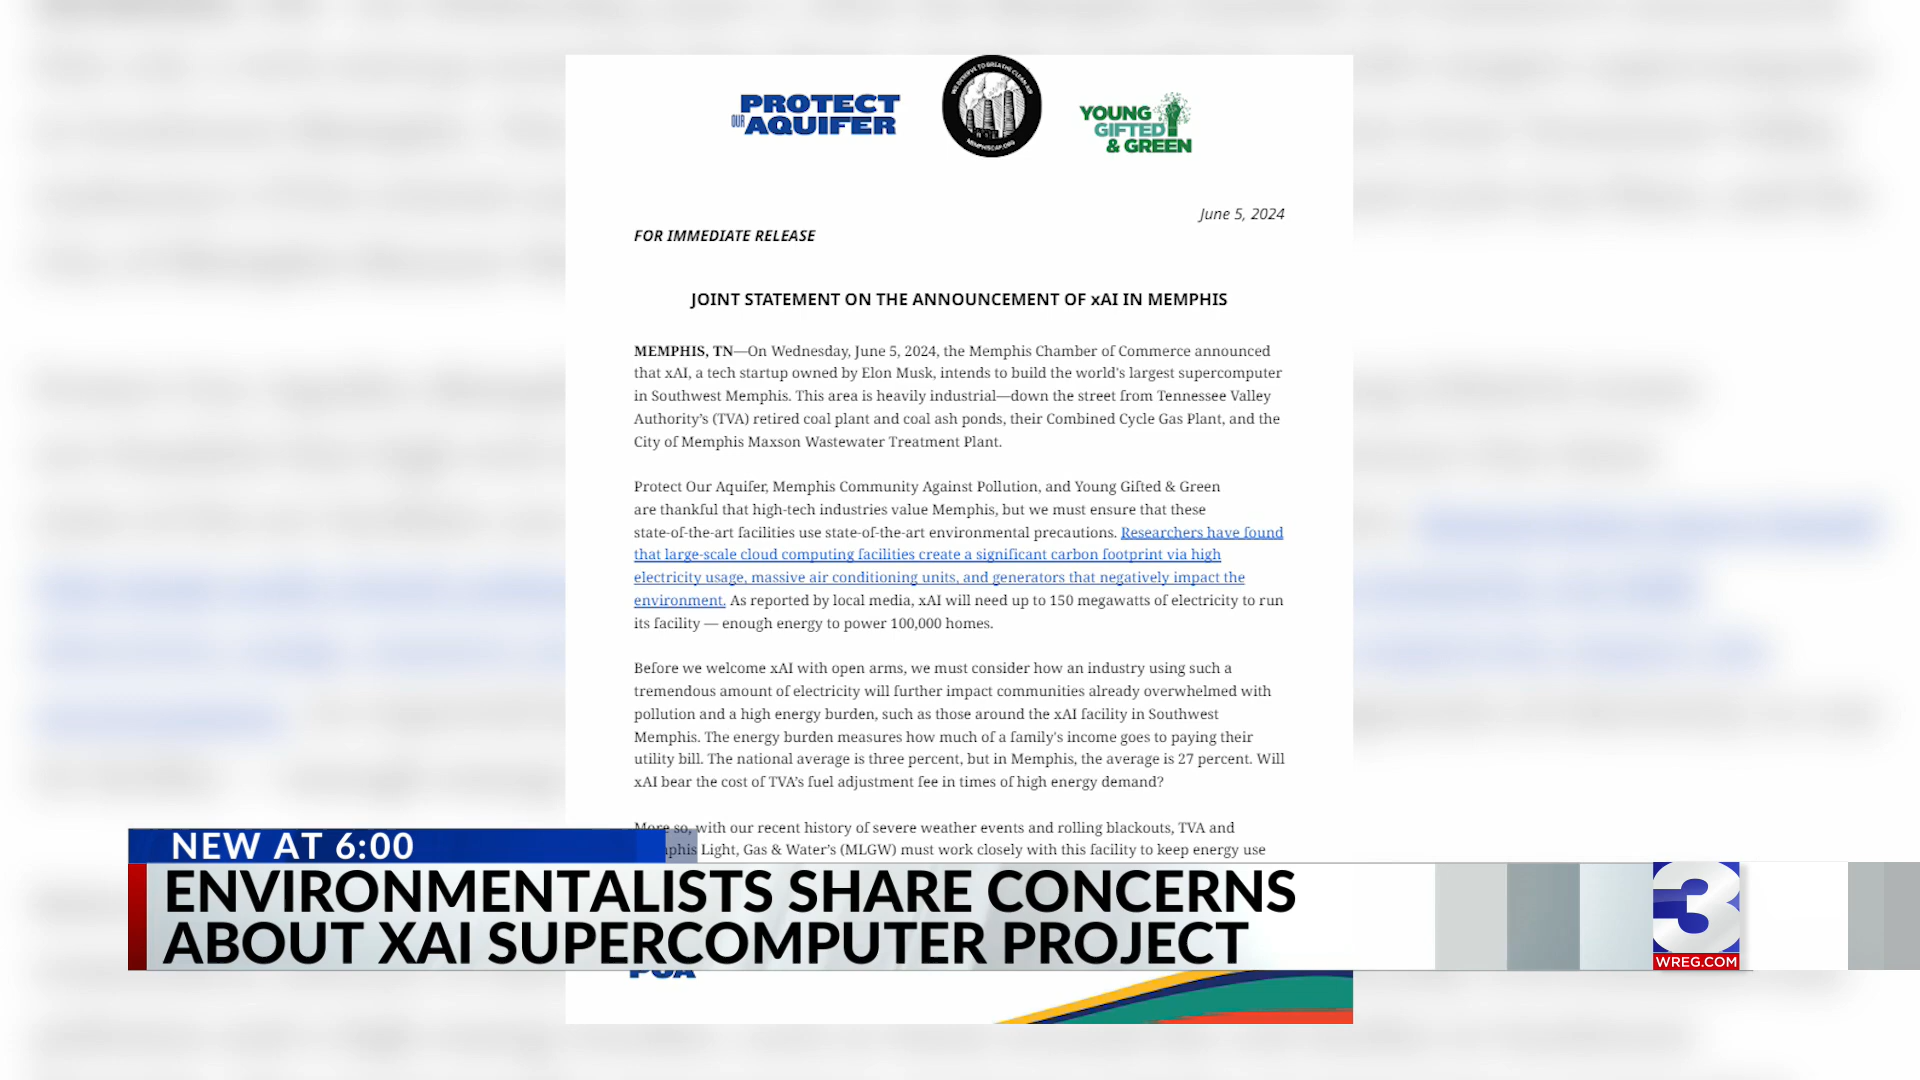 PROTECT
OUR AQUIFER
WE DESERVE TO BREATHE CLEAN AIR
MEMPHISCAP.ORG
YOUNG
GIFTED
& GREEN
June 5, 2024
FOR IMMEDIATE RELEASE
JOINT STATEMENT ON THE ANNOUNCEMENT OF xAI IN MEMPHIS
MEMPHIS, TN—On Wednesday, June 5, 2024, the Memphis Chamber of Commerce announced
that xAI, a tech startup owned by Elon Musk, intends to build the world's largest supercomputer
in Southwest Memphis. This area is heavily industrial—down the street from Tennessee Valley
Authority's (TVA) retired coal plant and coal ash ponds, their Combined Cycle Gas Plant, and the
City of Memphis Maxson Wastewater Treatment Plant.
Protect Our Aquifer, Memphis Community Against Pollution, and Young Gifted & Green
are thankful that high-tech industries value Memphis, but we must ensure that these
state-of-the-art facilities use state-of-the-art environmental precautions. Researchers have found
that large-scale cloud computing facilities create a significant carbon footprint via high
electricity usage, massive air conditioning units, and generators that negatively impact the
environment. As reported by local media, xAI will need up to 150 megawatts of electricity to run
its facility — enough energy to power 100,000 homes.
Before we welcome xAI with open arms, we must consider how an industry using such a
tremendous amount of electricity will further impact communities already overwhelmed with
pollution and a high energy burden, such as those around the xAI facility in Southwest
Memphis. The energy burden measures how much of a family's income goes to paying their
utility bill. The national average is three percent, but in Memphis, the average is 27 percent. Will
xAI bear the cost of TVA's fuel adjustment fee in times of high energy demand?
More so, with our recent history of severe weather events and rolling blackouts, TVA and
Light, Gas & Water's (MLGW) must work closely with this facility to keep energy use
NEW AT 6:00
ENVIRONMENTALISTS SHARE CONCERNS
ABOUT XAI SUPERCOMPUTER PROJECT
3
WREG.COM
POA